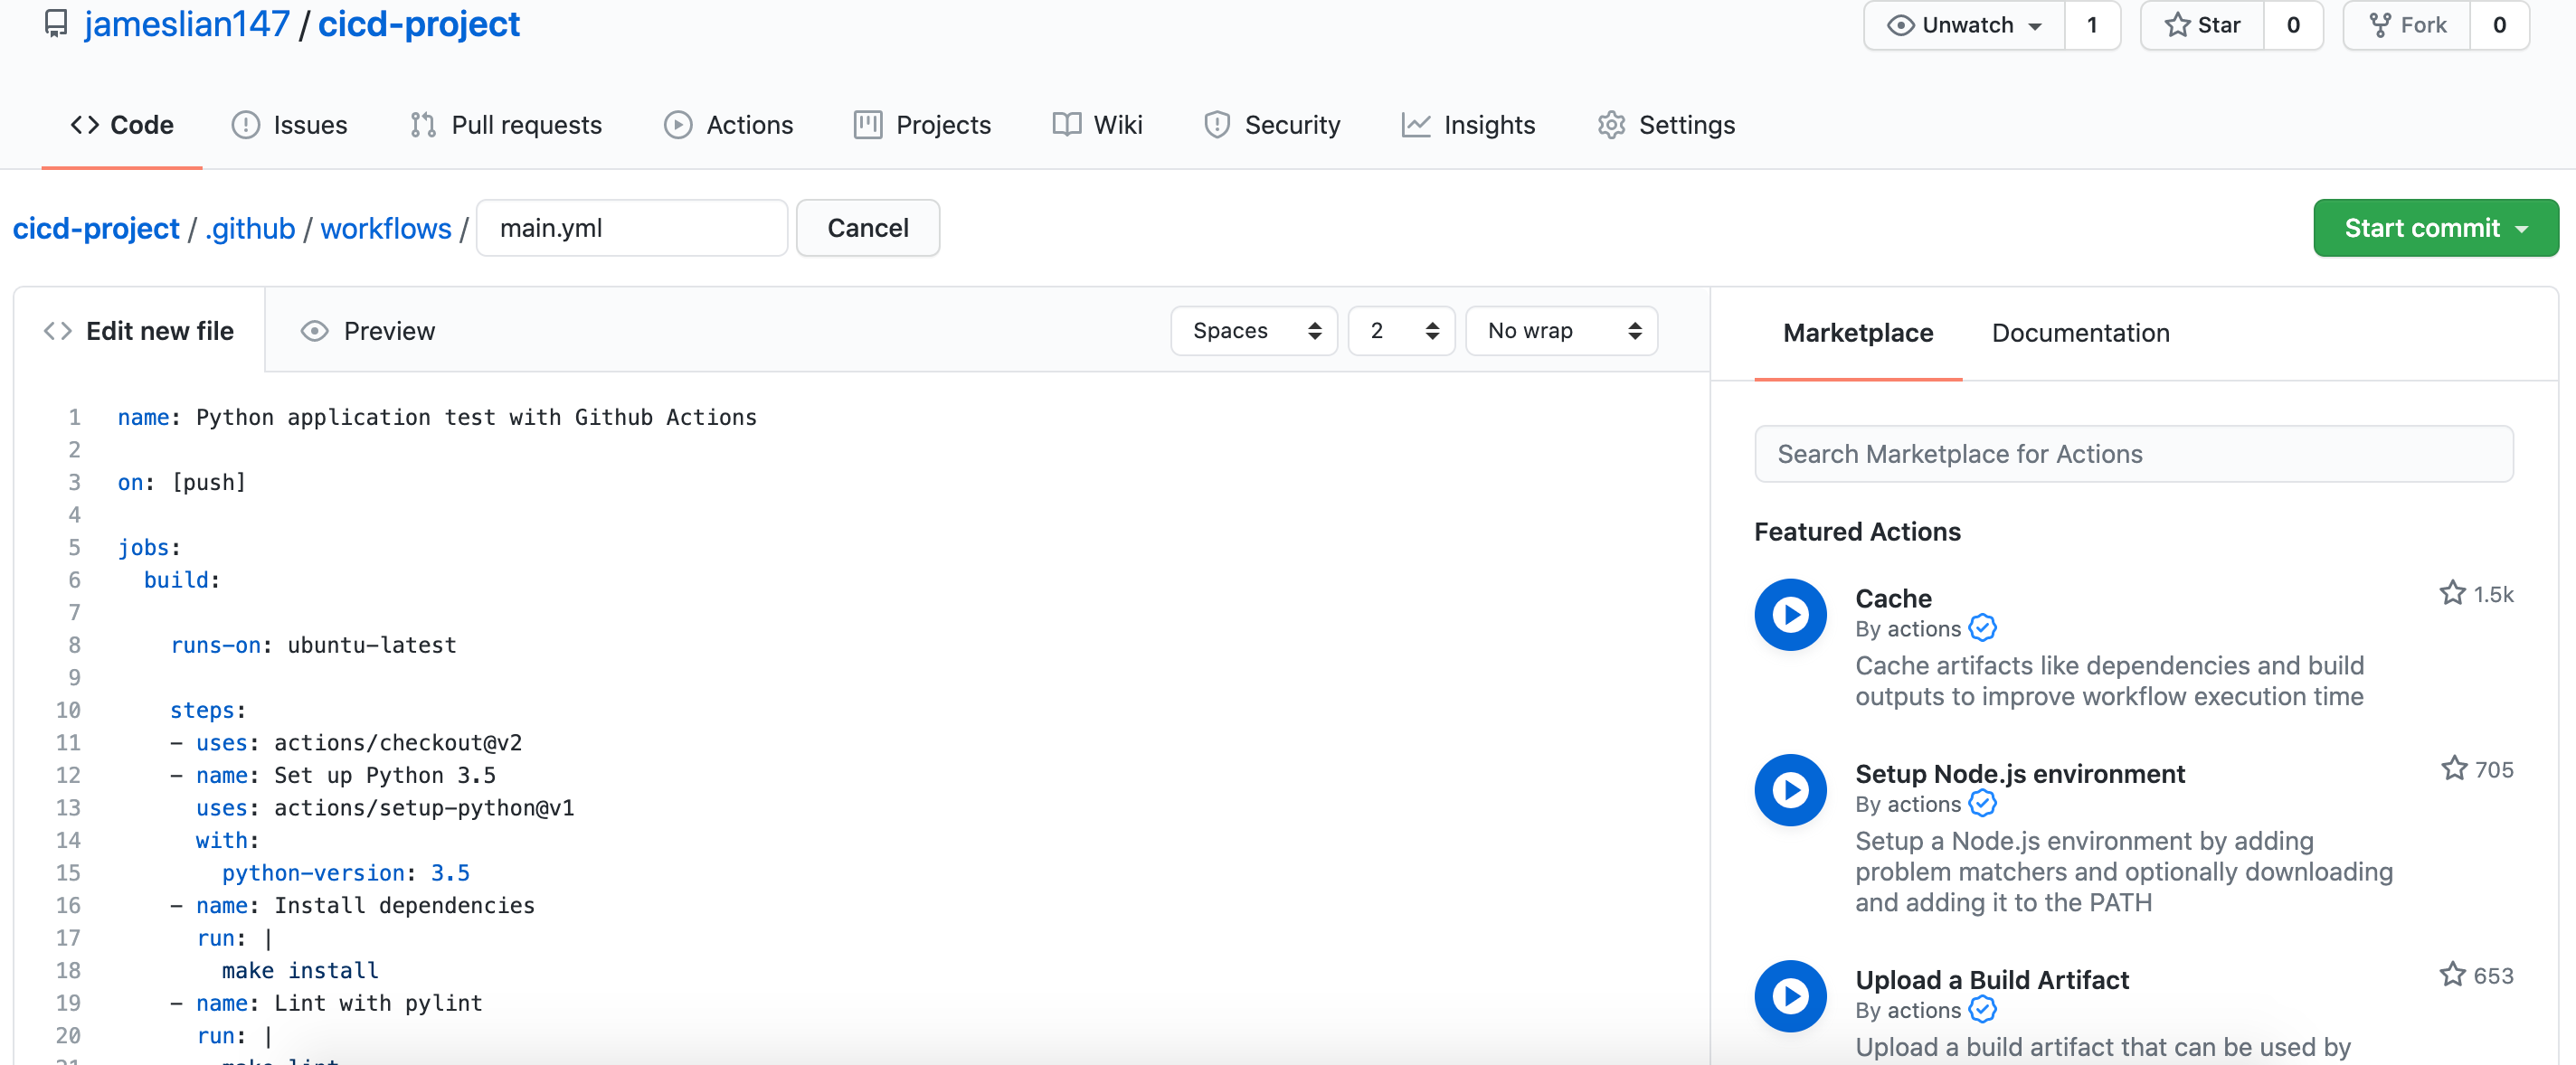 jameslian147 / cicd-project
Unwatch 1 Star 0 Fork 0
Code Issues Pull requests Actions Projects Wiki Security Insights Settings
cicd-project / .github / workflows / main.yml Cancel Start commit
Edit new file Preview Spaces 2 No wrap
1 name: Python application test with Github Actions
2
3 on: [push]
4
5 jobs:
6 build:
7
8 runs-on: ubuntu-latest
9
10 steps:
11 - uses: actions/checkout@v2
12 - name: Set up Python 3.5
13 uses: actions/setup-python@v1
14 with:
15 python-version: 3.5
16 - name: Install dependencies
17 run: |
18 make install
19 - name: Lint with pylint
20 run: |
21 make lint
Marketplace Documentation
Search Marketplace for Actions
Featured Actions
Cache 1.5k
By actions
Cache artifacts like dependencies and build
outputs to improve workflow execution time
Setup Node.js environment 705
By actions
Setup a Node.js environment by adding
problem matchers and optionally downloading
and adding it to the PATH
Upload a Build Artifact 653
By actions
Upload a build artifact that can be used by